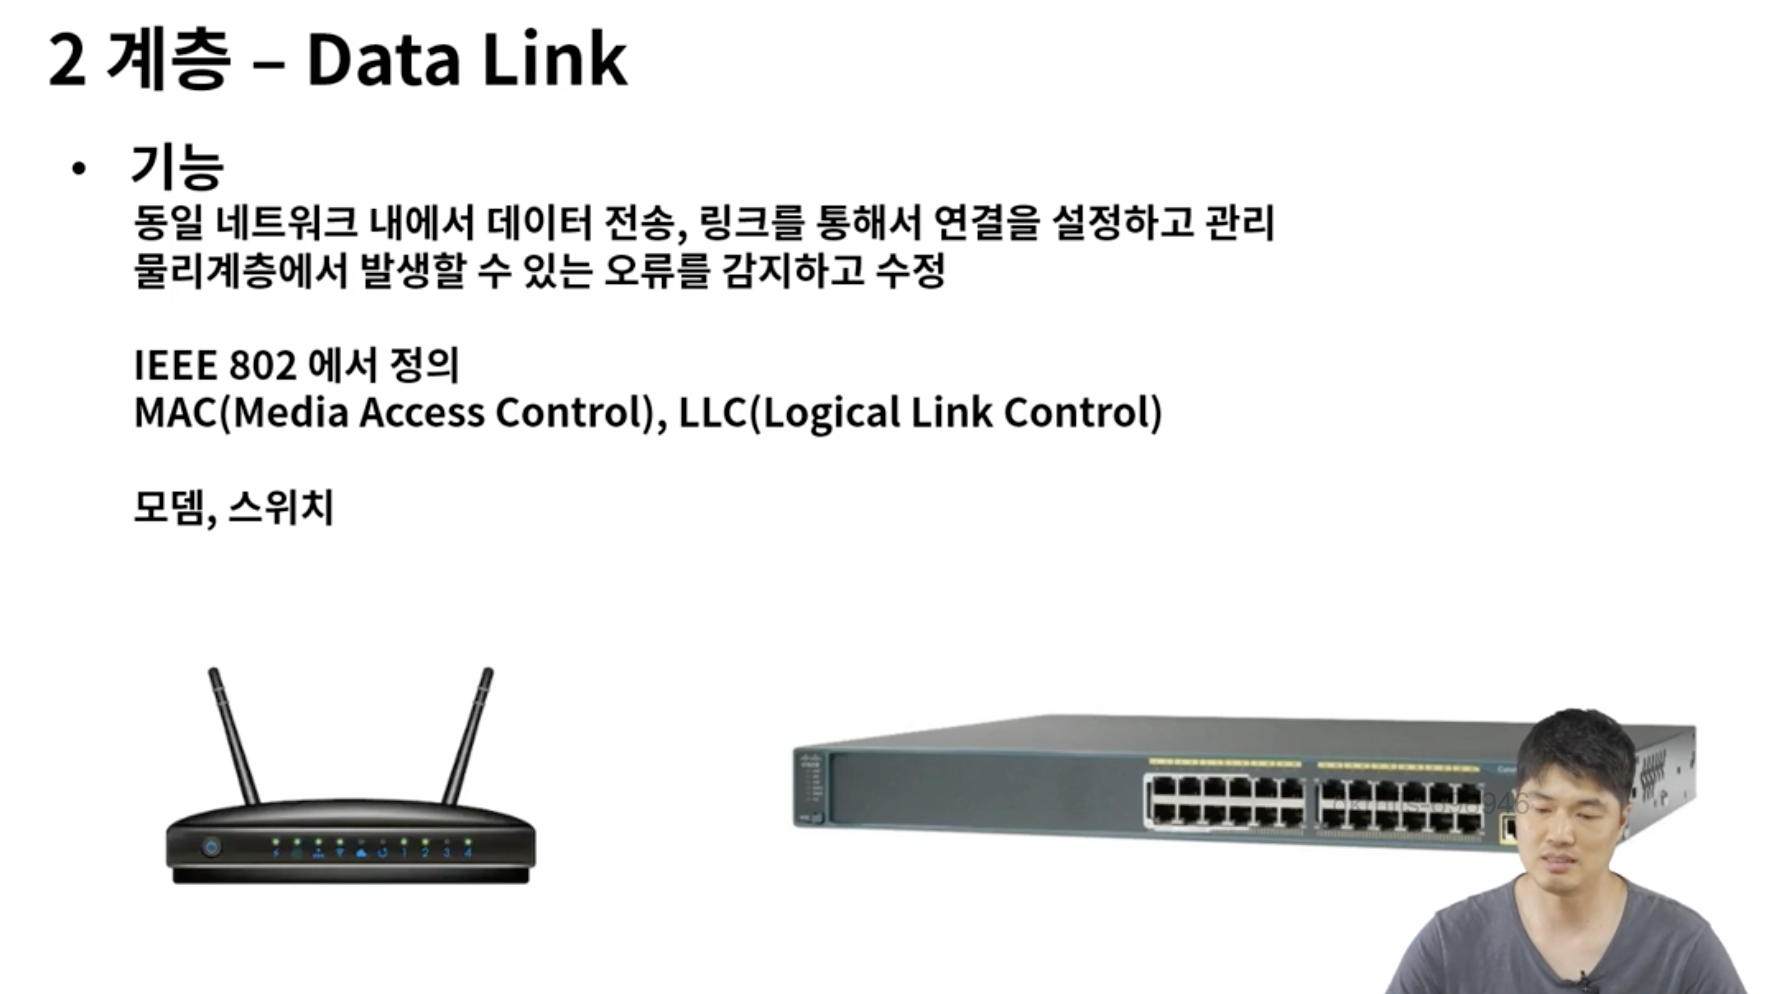 2 계층 – Data Link
• 기능
동일 네트워크 내에서 데이터 전송, 링크를 통해서 연결을 설정하고 관리
물리계층에서 발생할 수 있는 오류를 감지하고 수정
IEEE 802 에서 정의
MAC(Media Access Control), LLC(Logical Link Control)
모뎀, 스위치
1 2 3 4